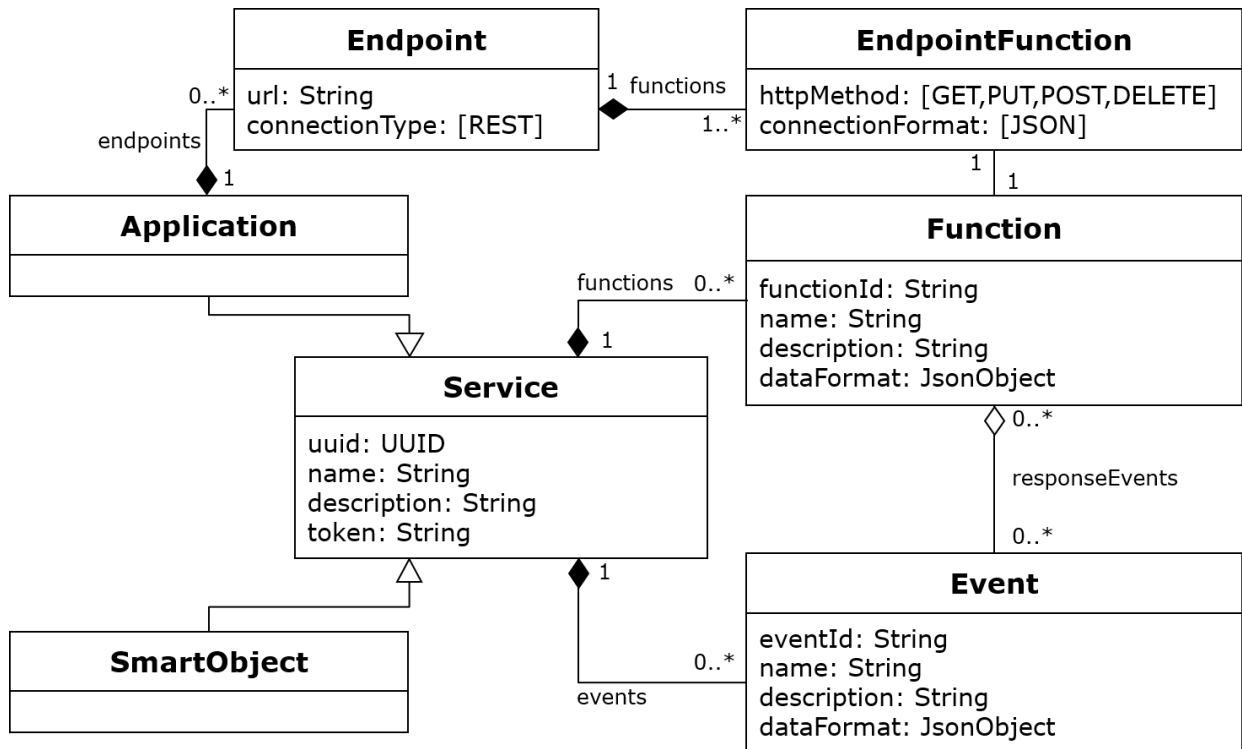 Endpoint
url: String
connectionType: [REST]
EndpointFunction
httpMethod: [GET,PUT,POST,DELETE]
connectionFormat: [JSON]
1
functions
1..*
0..*
endpoints
1
Application
1
1
Function
functionId: String
name: String
description: String
dataFormat: JsonObject
functions
0..*
1
Service
uuid: UUID
name: String
description: String
token: String
0..*
responseEvents
0..*
1
events
0..*
SmartObject
Event
eventId: String
name: String
description: String
dataFormat: JsonObject